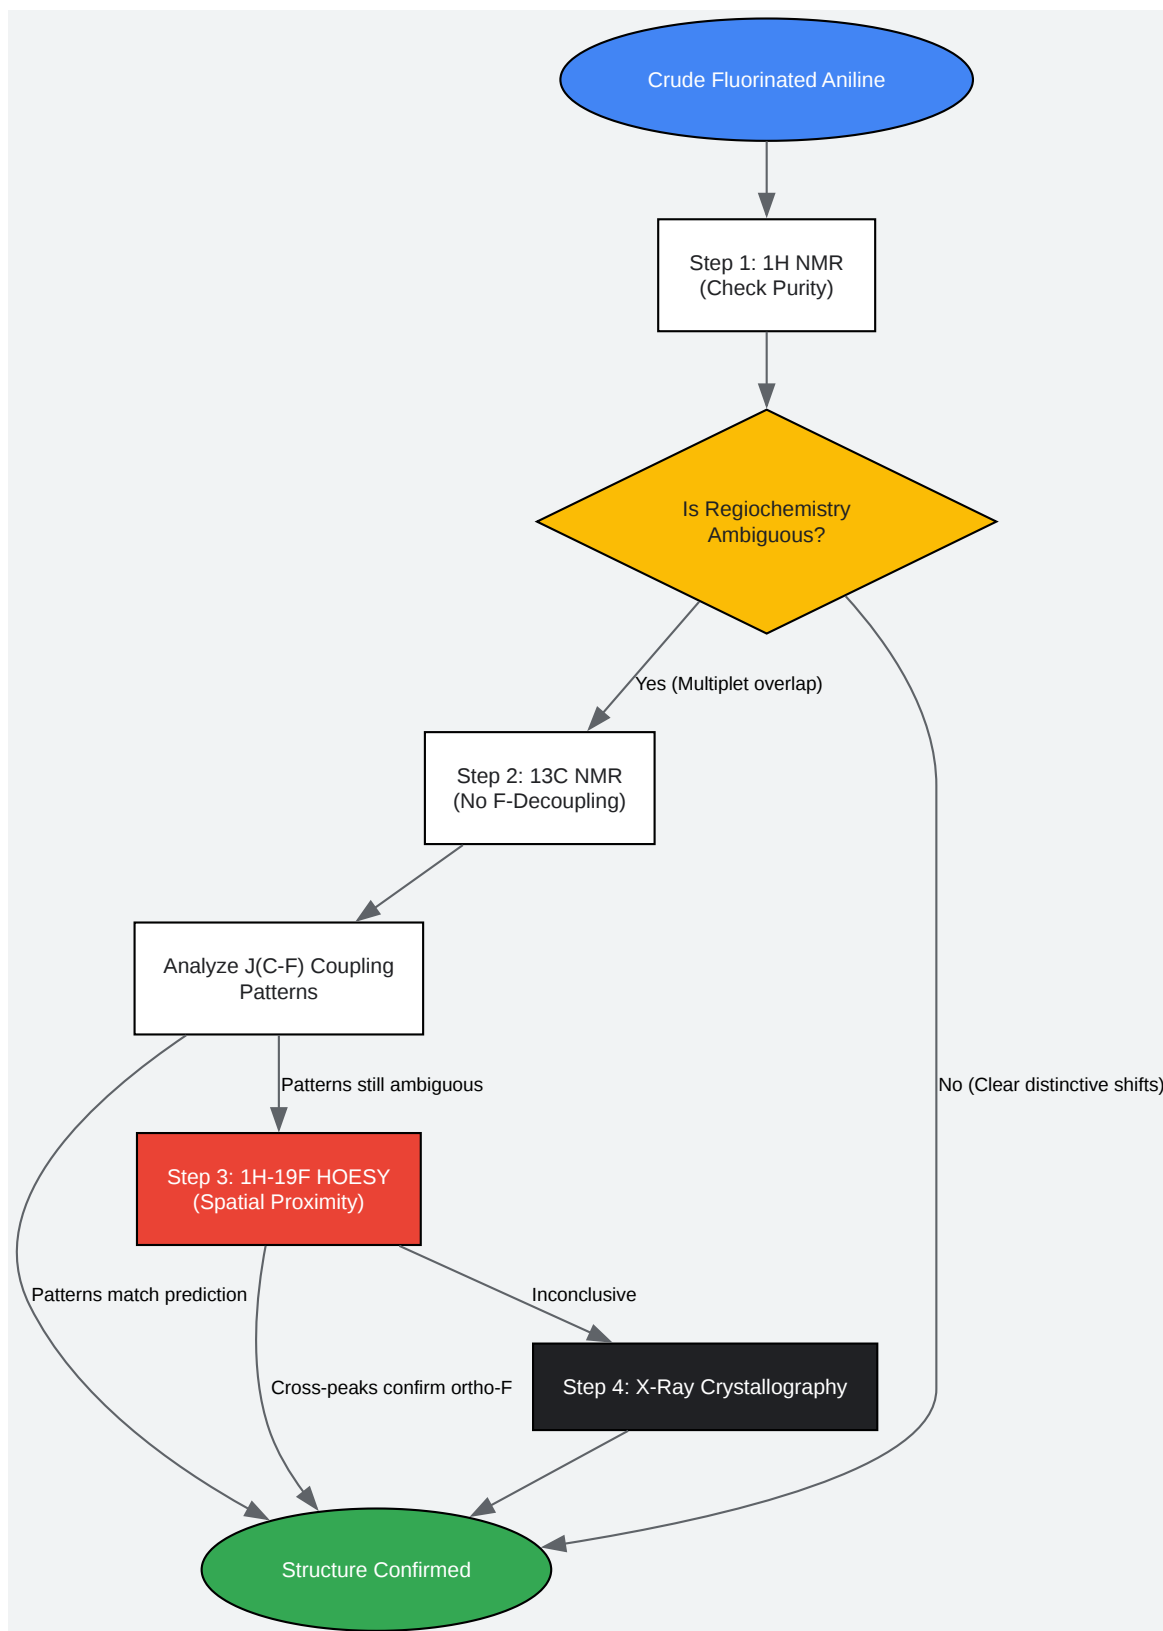 Crude Fluorinated Aniline
Step 1: 1H NMR
(Check Purity)
Is Regiochemistry
Ambiguous?
Yes (Multiplet overlap)
Step 2: 13C NMR
(No F-Decoupling)
Analyze J(C-F) Coupling
Patterns
Patterns still ambiguous
No (Clear distinctive shifts)
Step 3: 1H-19F HOESY
(Spatial Proximity)
Patterns match prediction
Inconclusive
Cross-peaks confirm ortho-F
Step 4: X-Ray Crystallography
Structure Confirmed